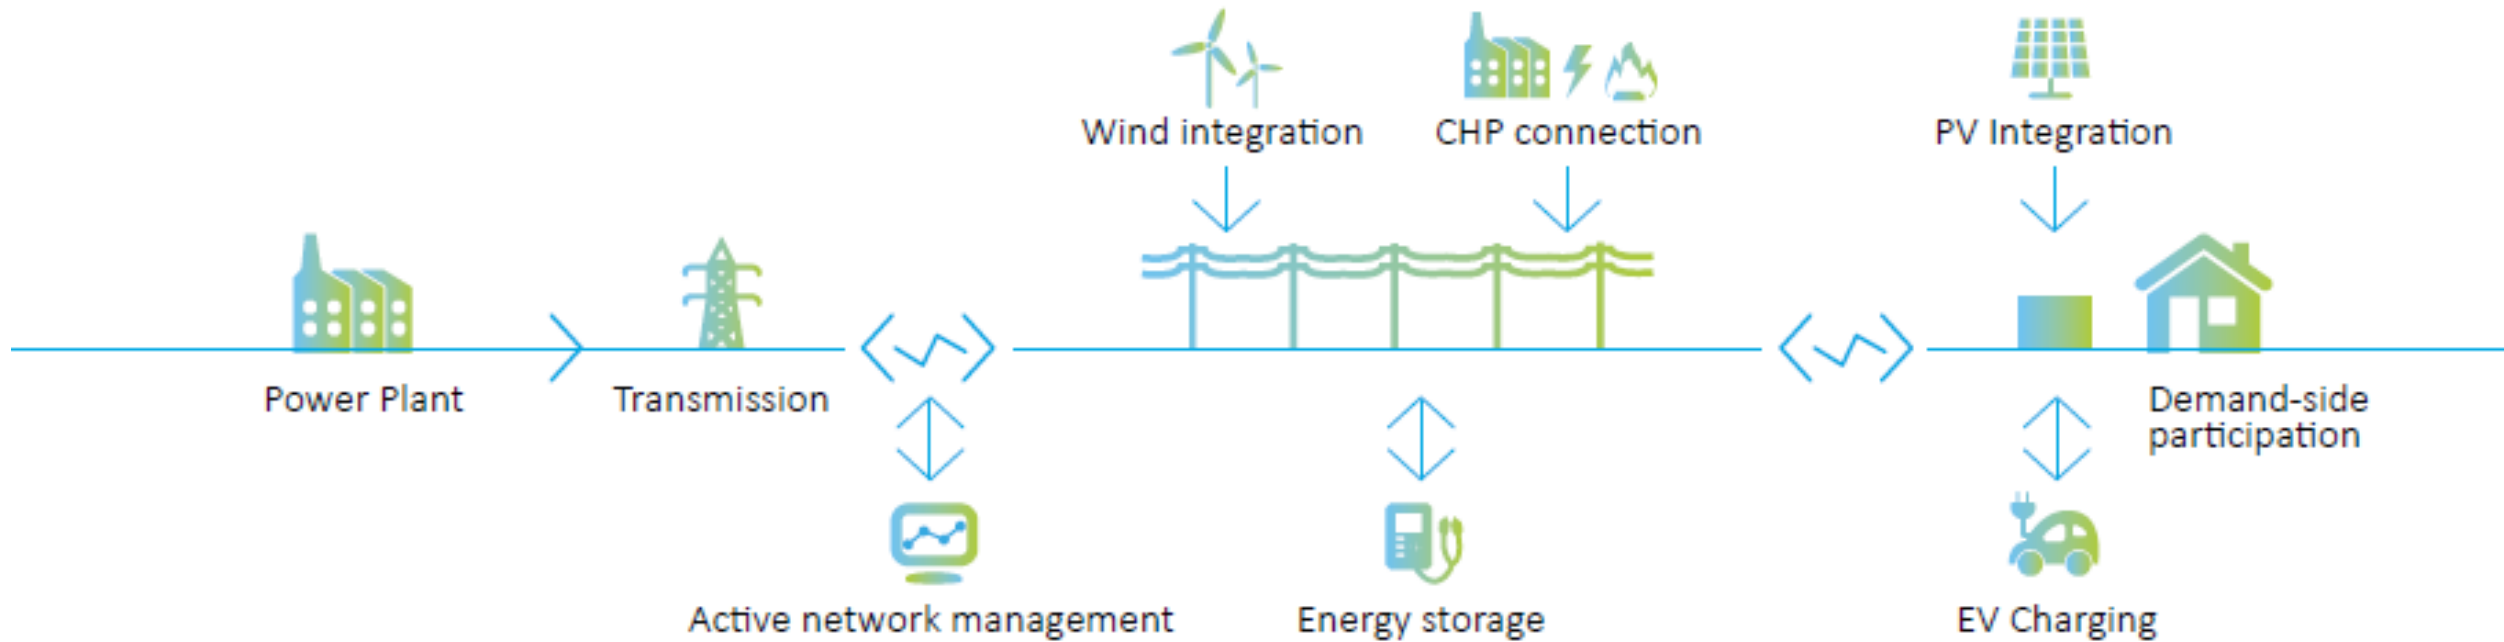 Wind integration
CHP connection
PV Integration
Power Plant
Transmission
Demand-side
participation
Active network management
Energy storage
EV Charging